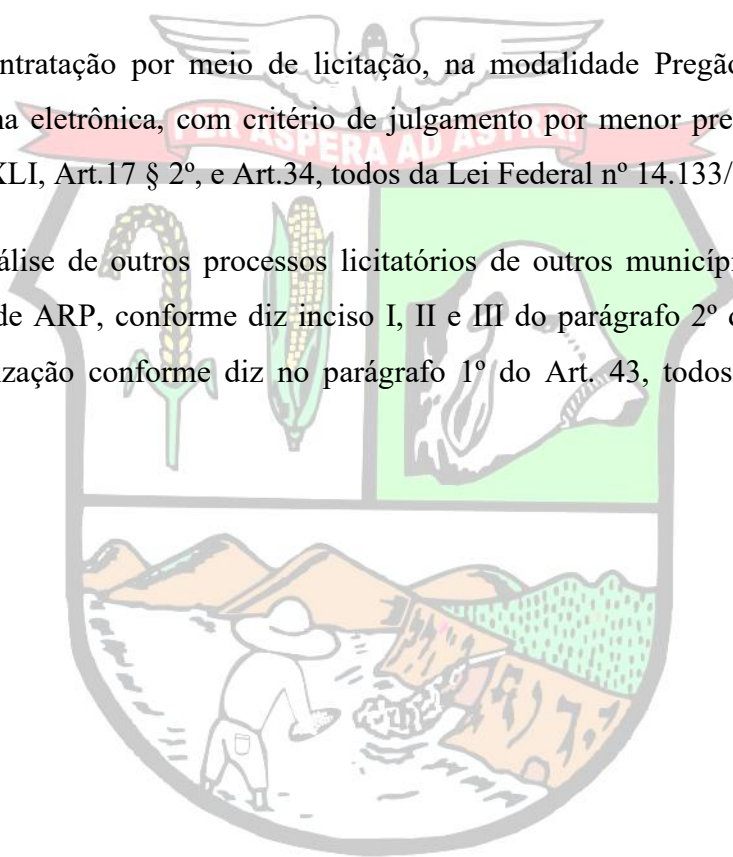 ntratação por meio de licitação, na modalidade Pregão
na eletrônica, com critério de julgamento por menor pre
PER ASPERA AD ASTRA!
XLI, Art.17 § 2º, e Art.34, todos da Lei Federal nº 14.133/
álise de outros processos licitatórios de outros municípi
de ARP, conforme diz inciso I, II e III do parágrafo 2º d
ização conforme diz no parágrafo 1º do Art. 43, todos